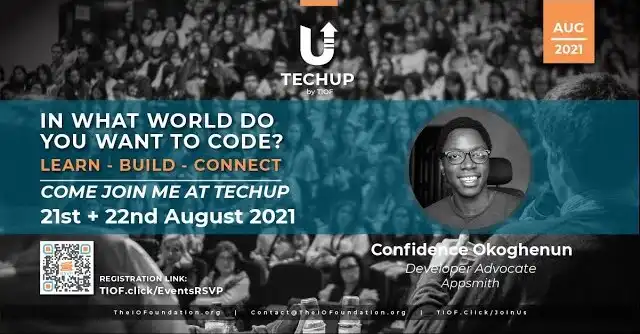 TECHUP
by TIOF
AUG
2021
IN WHAT WORLD DO
YOU WANT TO CODE?
LEARN - BUILD - CONNECT
COME JOIN ME AT TECHUP
21st + 22nd August 2021
Confidence Okoghenun
Developer Advocate
Appsmith
REGISTRATION LINK:
TIOF.click/EventsRSVP
TheIOFoundation.org | Contact@TheIOFoundation.org | TIOF.Click/JoinUs